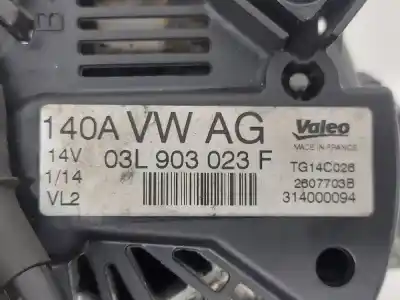 B
140A VW AG
Valeo
MADE IN FRANCE
14V 03L 903 023 F
TG14C026
1/14
2607703B
VL2
314000094